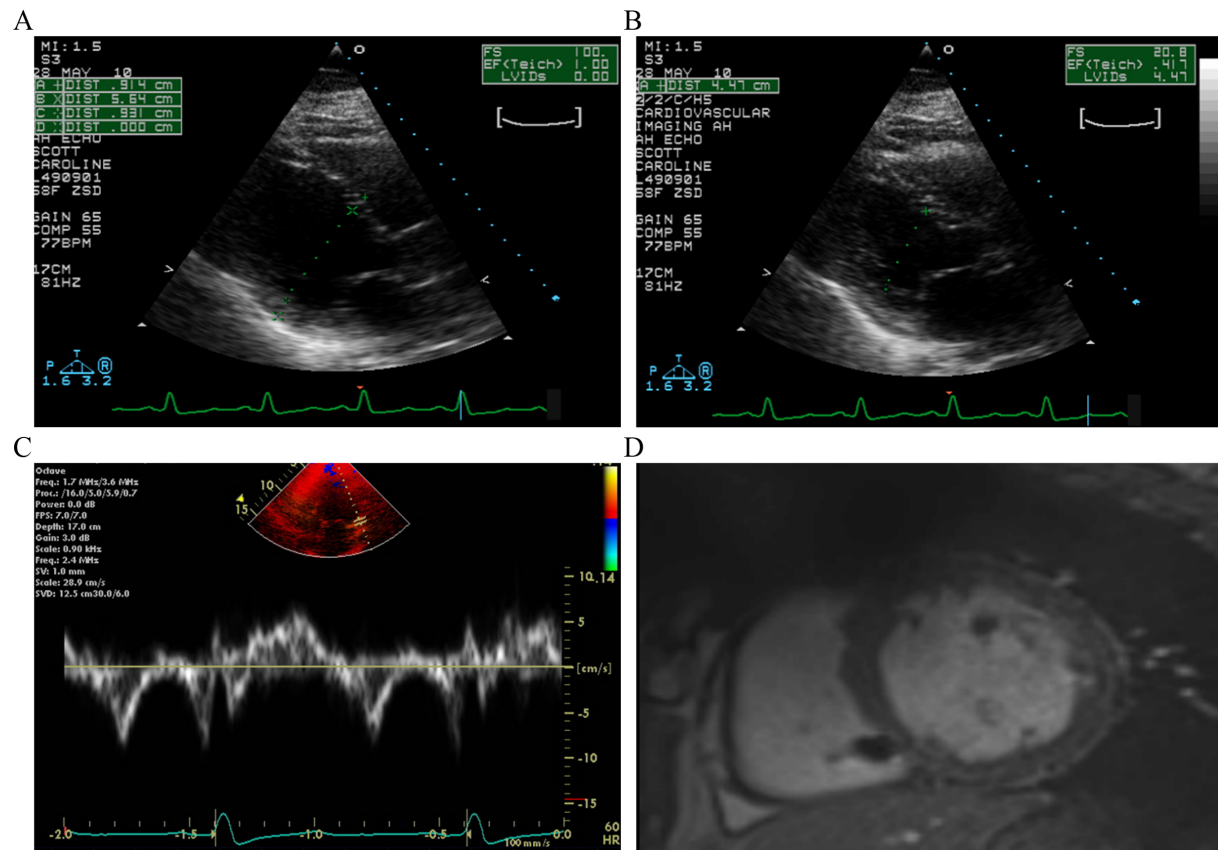 A
MI:1.5
S3
28 MAY 10
A + DIST .914 cm
B X DIST 5.64 cm
C DIST .931 cm
D DIST .000 cm
AH ECHO
SCOTT
CAROLINE
L490901
58F ZSD
GAIN 65
COMP 55
77BPM
17CM
81HZ
P T R
1.6 3.2
FS 100.
EF(Teich) 1.00
LVIDs 0.00
B
MI:1.5
S3
28 MAY 10
A + DIST 4.47 cm
2/2/C/H5
CARDIOVASCULAR
IMAGING AH
AH ECHO
SCOTT
CAROLINE
L490901
58F ZSD
GAIN 65
COMP 55
77BPM
17CM
81HZ
P T R
1.6 3.2
FS 20.8
EF(Teich) .417
LVIDs 4.47
C
Octave
Freq.: 1.7 MHz/3.6 MHz
Proc.: /16.0/5.0/5.9/0.7
Power: 0.0 dB
FPS: 7.0/7.0
Depth: 17.0 cm
Gain: 3.0 dB
Scale: 0.90 kHz
Freq.: 2.4 MHz
SV: 1.0 mm
Scale: 28.9 cm/s
SVD: 12.5 cm30.0/6.0
5
10
15
-.14
10
5
[cm/s]
-5
-10
-15
-2.0
-1.5
-1.0
-0.5
0.0
100 mm/s
60
HR
D